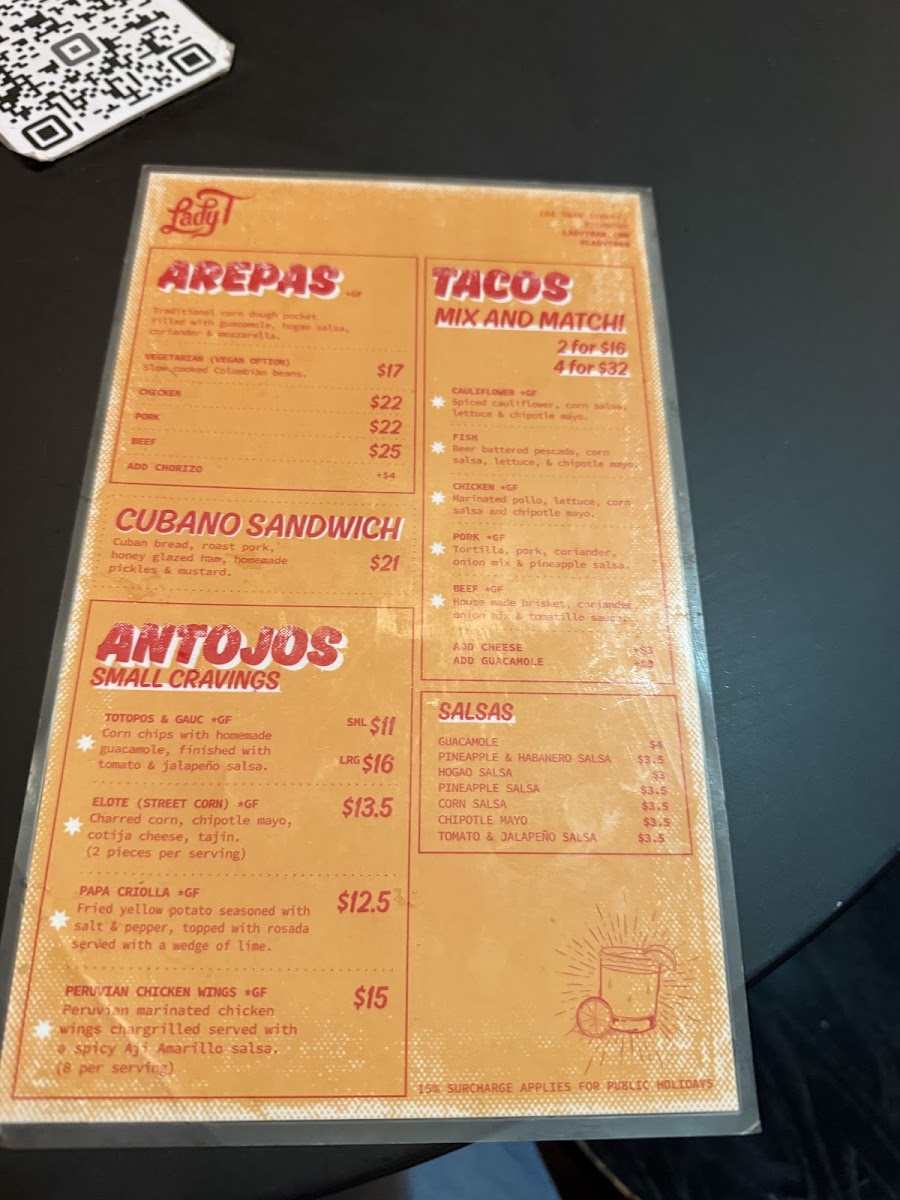 Lady T
LADYTBAR.COM
@LADYTBAR
AREPAS *GF
Traditional corn dough pocket
filled with guacamole, hogao salsa,
coriander & mozzarella.
VEGETARIAN (VEGAN OPTION)
Slow cooked Colombian beans. $17
CHICKEN $22
PORK $22
BEEF $25
ADD CHORIZO +$4
CUBANO SANDWICH
Cuban bread, roast pork,
honey glazed ham, homemade $21
pickles & mustard.
ANTOJOS
SMALL CRAVINGS
TOTOPOS & GAUC *GF SML $11
Corn chips with homemade
guacamole, finished with
tomato & jalapeño salsa. LRG $16
ELOTE (STREET CORN) *GF $13.5
Charred corn, chipotle mayo,
cotija cheese, tajin.
(2 pieces per serving)
PAPA CRIOLLA *GF $12.5
Fried yellow potato seasoned with
salt & pepper, topped with rosada
served with a wedge of lime.
PERUVIAN CHICKEN WINGS *GF $15
Peruvian marinated chicken
wings chargrilled served with
a spicy Aji Amarillo salsa.
(8 per serving)
TACOS
MIX AND MATCH!
2 for $16
4 for $32
CAULIFLOWER *GF
Spiced cauliflower, corn salsa,
lettuce & chipotle mayo.
FISH
Beer battered pescado, corn
salsa, lettuce, & chipotle mayo.
CHICKEN *GF
Marinated pollo, lettuce, corn
salsa and chipotle mayo.
PORK *GF
Tortilla, pork, coriander,
onion mix & pineapple salsa.
BEEF *GF
House made brisket, coriander
onion mix & tomatillo sauce.
ADD CHEESE +$3
ADD GUACAMOLE +$3
SALSAS
GUACAMOLE $4
PINEAPPLE & HABANERO SALSA $3.5
HOGAO SALSA $3
PINEAPPLE SALSA $3.5
CORN SALSA $3.5
CHIPOTLE MAYO $3.5
TOMATO & JALAPEÑO SALSA $3.5
15% SURCHARGE APPLIES FOR PUBLIC HOLIDAYS